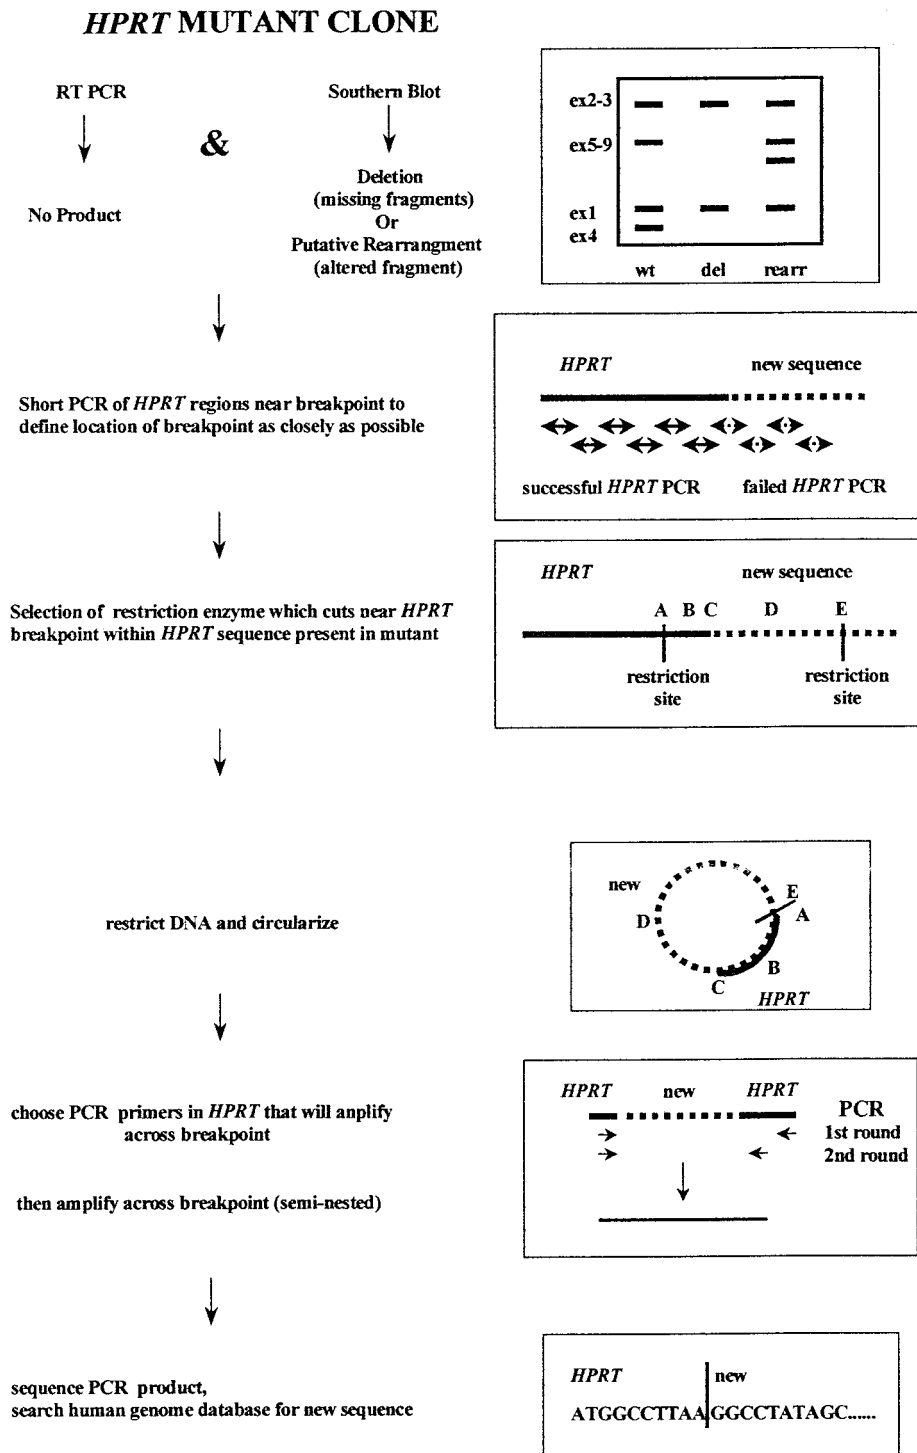 HPRT MUTANT CLONE
RT PCR
&
Southern Blot
No Product
Deletion
(missing fragments)
Or
Putative Rearrangment
(altered fragment)
ex2-3
ex5-9
ex1
ex4
wt del rearr
Short PCR of HPRT regions near breakpoint to
define location of breakpoint as closely as possible
HPRT new sequence
successful HPRT PCR failed HPRT PCR
Selection of restriction enzyme which cuts near HPRT
breakpoint within HPRT sequence present in mutant
HPRT new sequence
A B C D E
restriction site
restriction site
restrict DNA and circularize
new
E
A
D
B
C
HPRT
choose PCR primers in HPRT that will anplify
across breakpoint
then amplify across breakpoint (semi-nested)
HPRT new HPRT
PCR
1st round
2nd round
sequence PCR product,
search human genome database for new sequence
HPRT new
ATGGCCTTAA GGCCTATAGC......